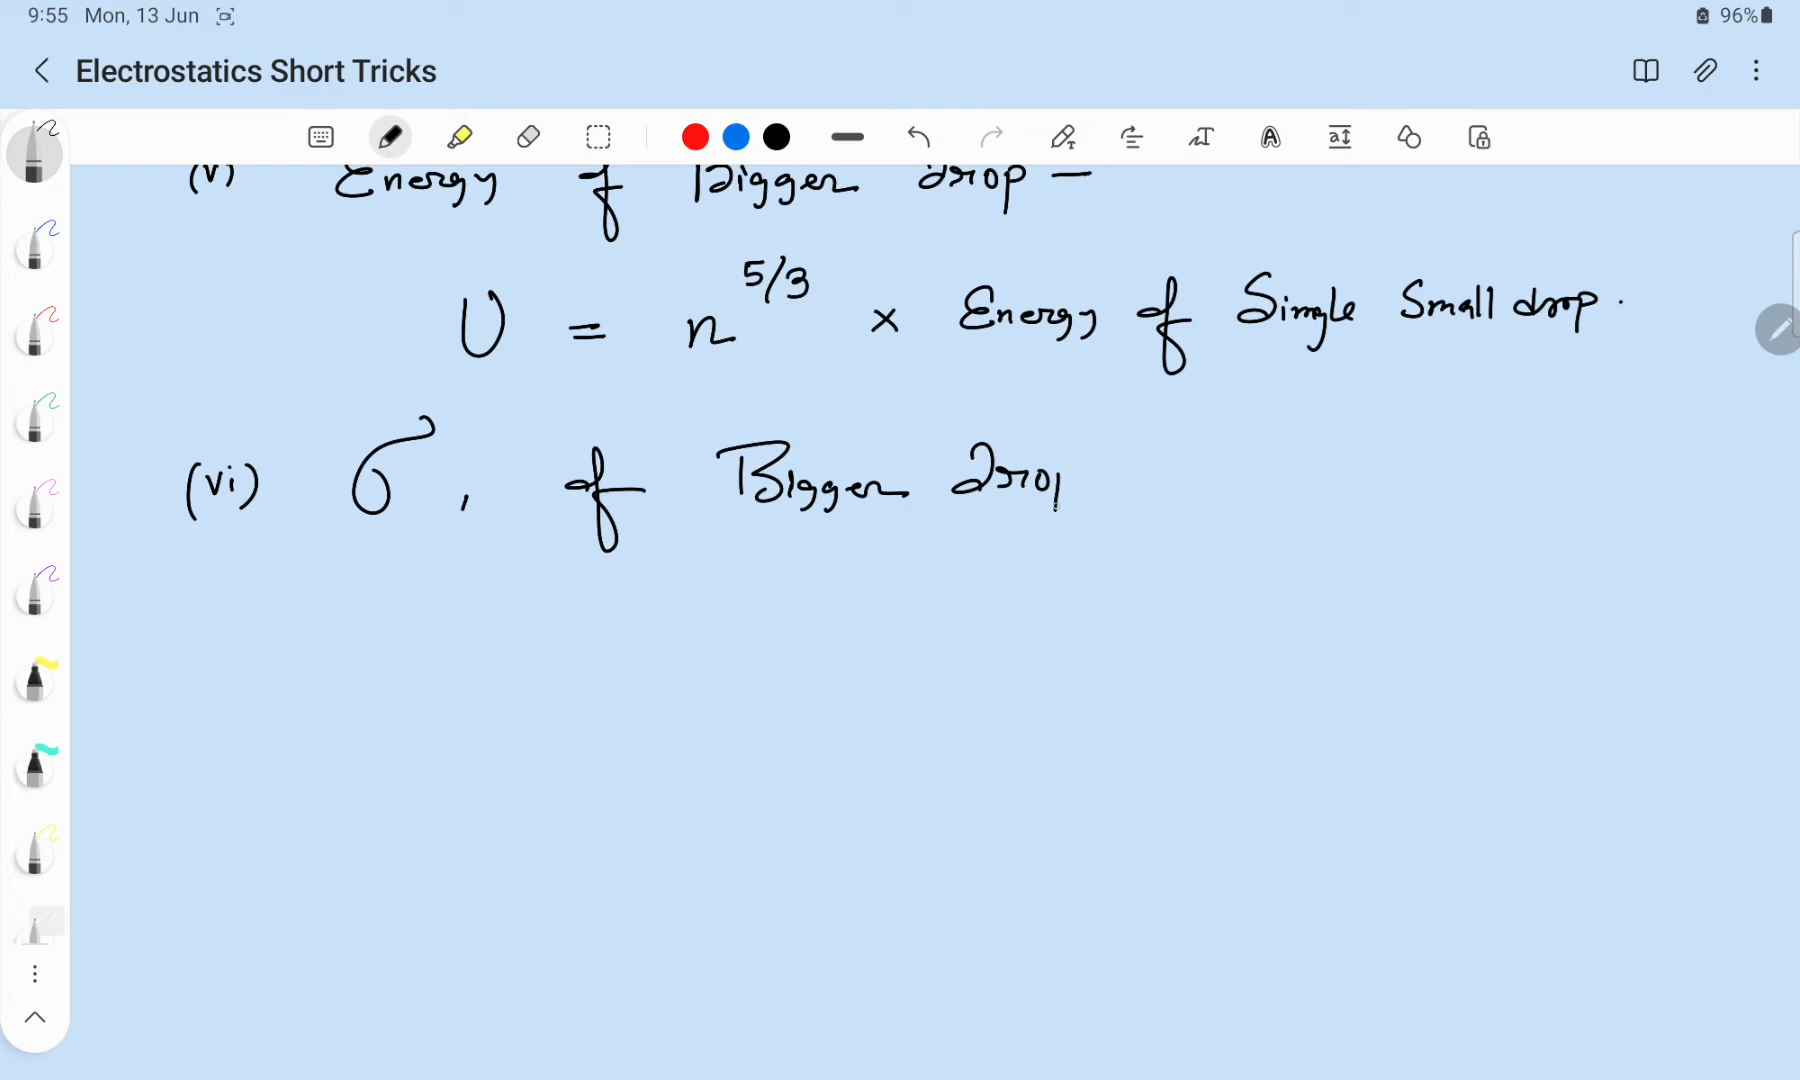 9:55 Mon, 13 Jun 96%
Electrostatics Short Tricks
(v) Energy of Bigger drop –
U = n^5/3 × Energy of Single Small drop.
(vi) σ, of Bigger drop